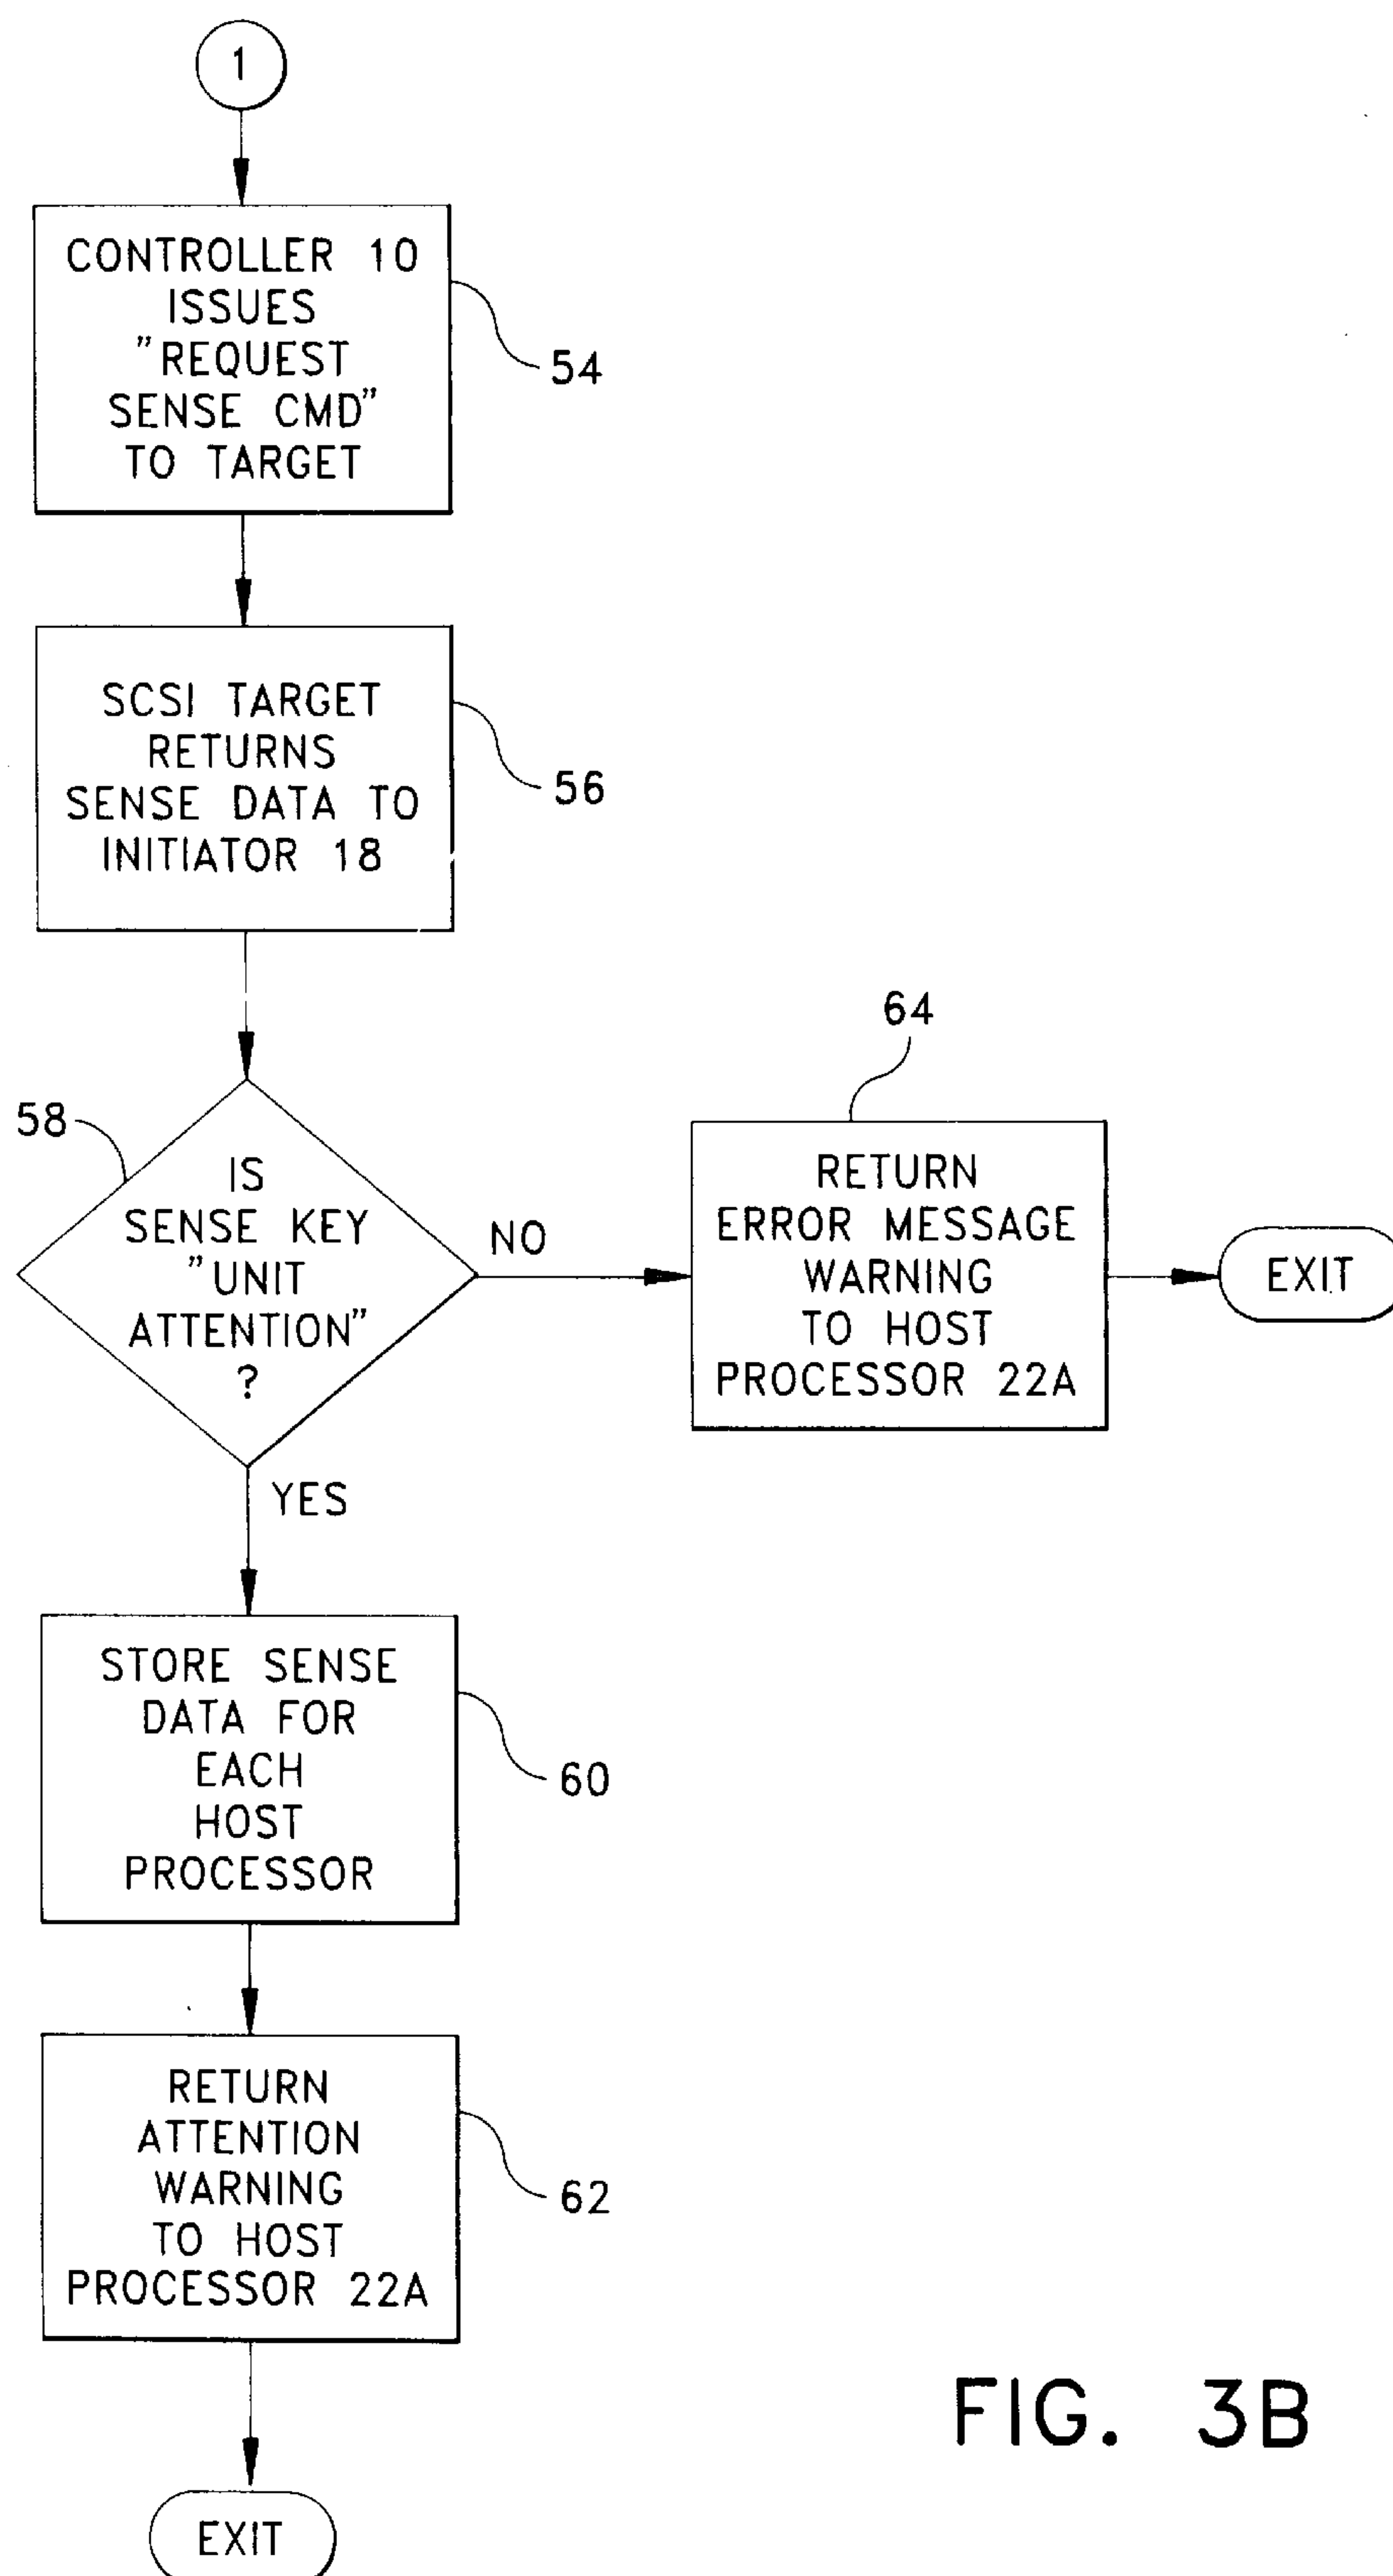 1
CONTROLLER 10
ISSUES
"REQUEST
SENSE CMD"
TO TARGET
54
SCSI TARGET
RETURNS
SENSE DATA TO
INITIATOR 18
56
58
IS
SENSE KEY
"UNIT
ATTENTION"
?
NO
64
RETURN
ERROR MESSAGE
WARNING
TO HOST
PROCESSOR 22A
EXIT
YES
STORE SENSE
DATA FOR
EACH
HOST
PROCESSOR
60
RETURN
ATTENTION
WARNING
TO HOST
PROCESSOR 22A
62
EXIT
FIG. 3B